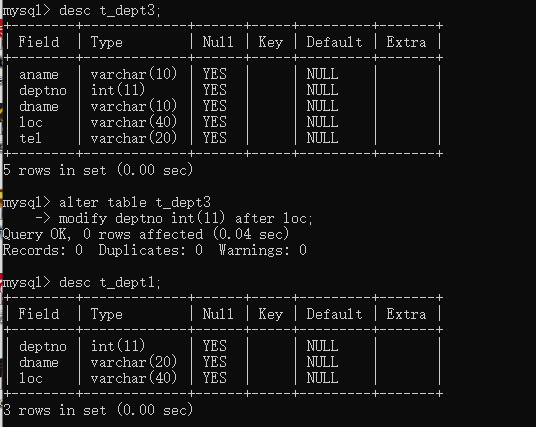 mysql> desc t_dept3;
+--------+-------------+------+-----+---------+-------+
| Field  | Type        | Null | Key | Default | Extra |
+--------+-------------+------+-----+---------+-------+
| aname  | varchar(10) | YES  |     | NULL    |       |
| deptno | int(11)     | YES  |     | NULL    |       |
| dname  | varchar(10) | YES  |     | NULL    |       |
| loc    | varchar(40) | YES  |     | NULL    |       |
| tel    | varchar(20) | YES  |     | NULL    |       |
+--------+-------------+------+-----+---------+-------+
5 rows in set (0.00 sec)
mysql> alter table t_dept3
    -> modify deptno int(11) after loc;
Query OK, 0 rows affected (0.04 sec)
Records: 0  Duplicates: 0  Warnings: 0
mysql> desc t_dept1;
+--------+-------------+------+-----+---------+-------+
| Field  | Type        | Null | Key | Default | Extra |
+--------+-------------+------+-----+---------+-------+
| deptno | int(11)     | YES  |     | NULL    |       |
| dname  | varchar(20) | YES  |     | NULL    |       |
| loc    | varchar(40) | YES  |     | NULL    |       |
+--------+-------------+------+-----+---------+-------+
3 rows in set (0.00 sec)